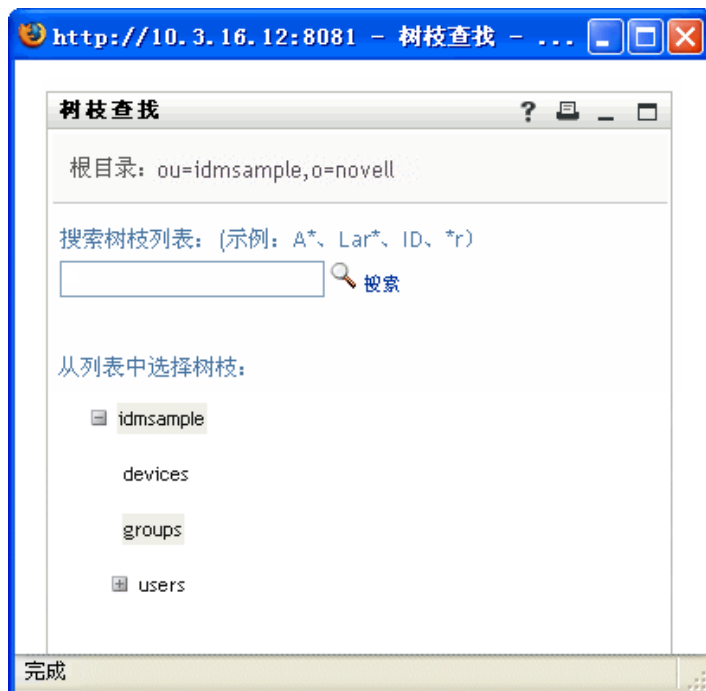 http://10.3.16.12:8081 - 树枝查找 - ...
树枝查找
根目录：ou=idmsample,o=novell
搜索树枝列表：(示例：A*、Lar*、ID、*r)
搜索
从列表中选择树枝：
idmsample
devices
groups
users
完成